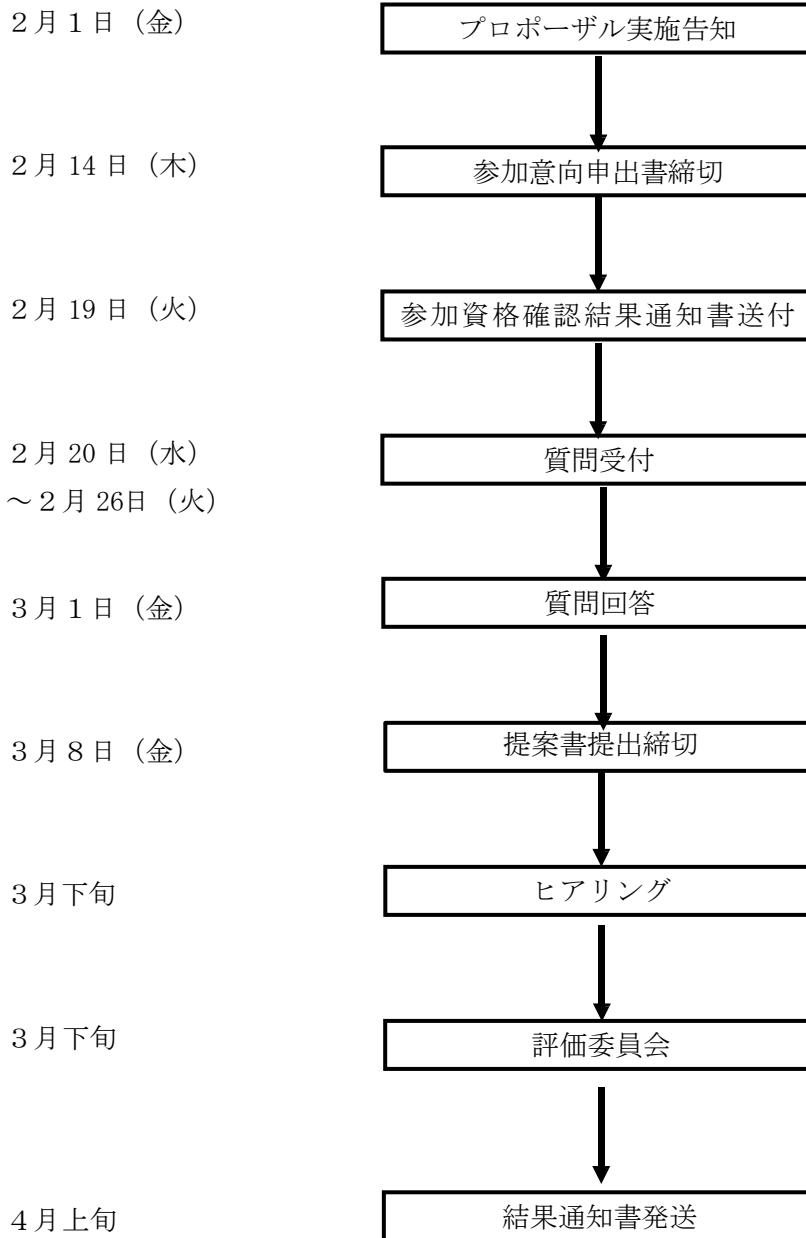 2月1日（金）
プロポーザル実施告知
2月14日（木）
参加意向申出書締切
2月19日（火）
参加資格確認結果通知書送付
2月20日（水）
～2月26日（火）
質問受付
3月1日（金）
質問回答
3月8日（金）
提案書提出締切
3月下旬
ヒアリング
3月下旬
評価委員会
4月上旬
結果通知書発送